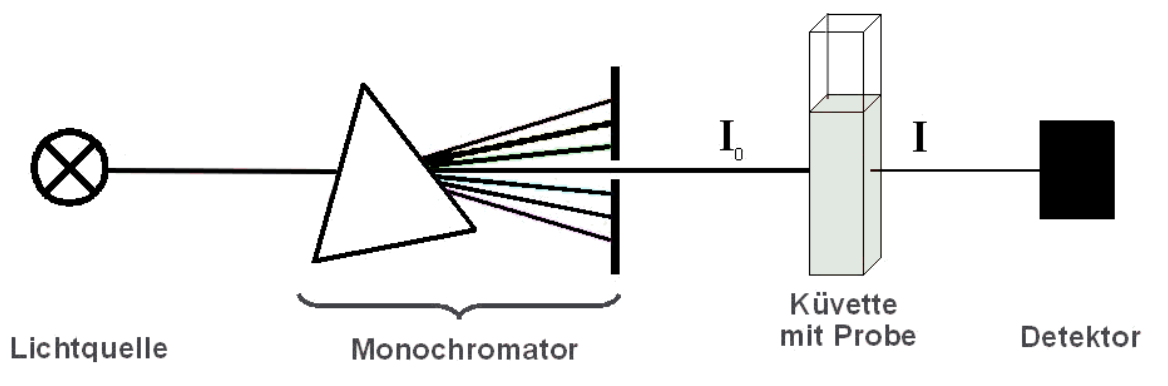 I₀
I
Küvette
mit Probe
Lichtquelle
Monochromator
Detektor